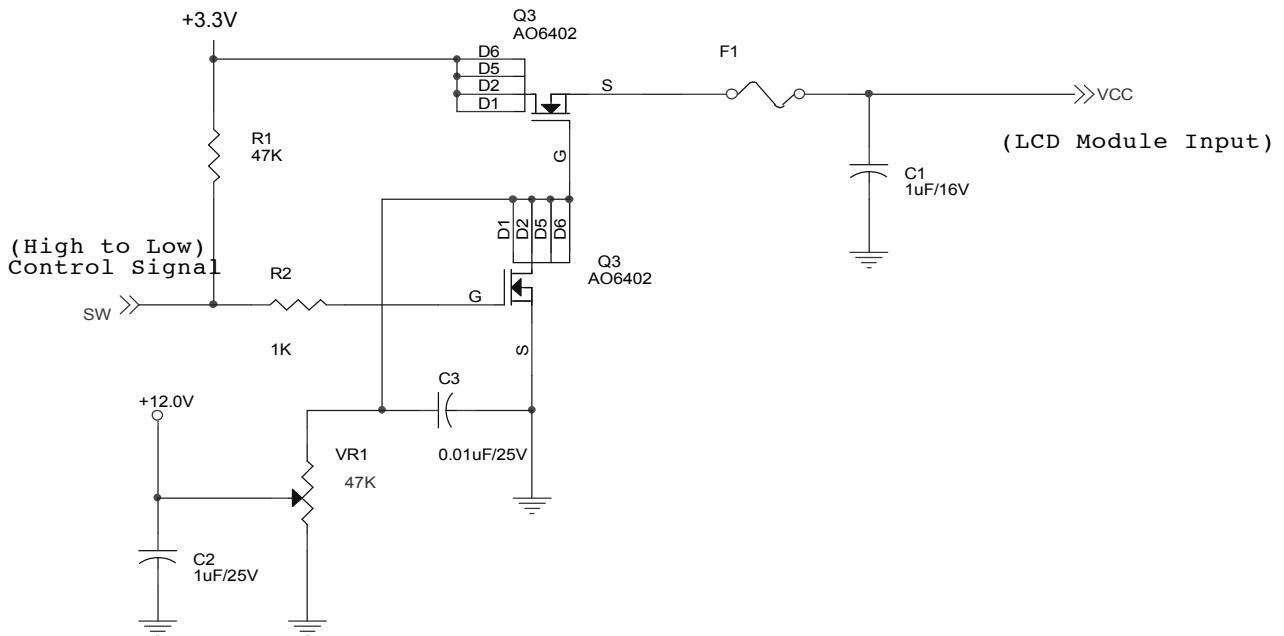 +3.3V
Q3
AO6402
D6
D5
D2
D1
S
F1
VCC
(LCD Module Input)
R1
47K
G
C1
1uF/16V
D1
D2
D5
D6
(High to Low)
Control Signal
Q3
AO6402
R2
G
SW
1K
S
C3
+12.0V
VR1
0.01uF/25V
47K
C2
1uF/25V